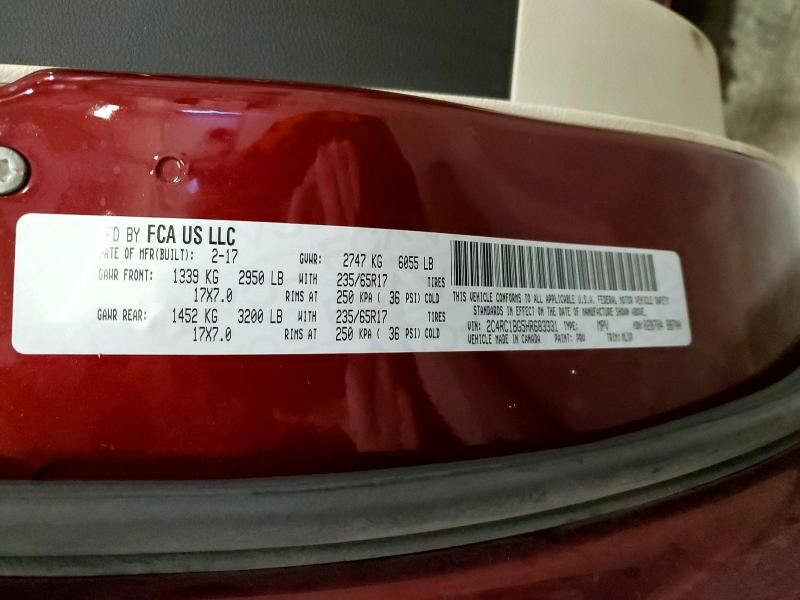 FD BY FCA US LLC
DATE OF MFR(BUILT): 2-17 GVWR: 2747 KG 6055 LB
GAWR FRONT: 1339 KG 2950 LB WITH 235/65R17 TIRES
17X7.0 RIMS AT 250 KPA ( 36 PSI) COLD
GAWR REAR: 1452 KG 3200 LB WITH 235/65R17 TIRES
17X7.0 RIMS AT 250 KPA ( 36 PSI) COLD
THIS VEHICLE CONFORMS TO ALL APPLICABLE U.S.A. FEDERAL MOTOR VEHICLE SAFETY
STANDARDS IN EFFECT ON THE DATE OF MANUFACTURE SHOWN ABOVE.
VIN: 2C4RC1BG5HR683331 TYPE: MPV MDH:
VEHICLE MADE IN CANADA PAINT: PRV TRIM: